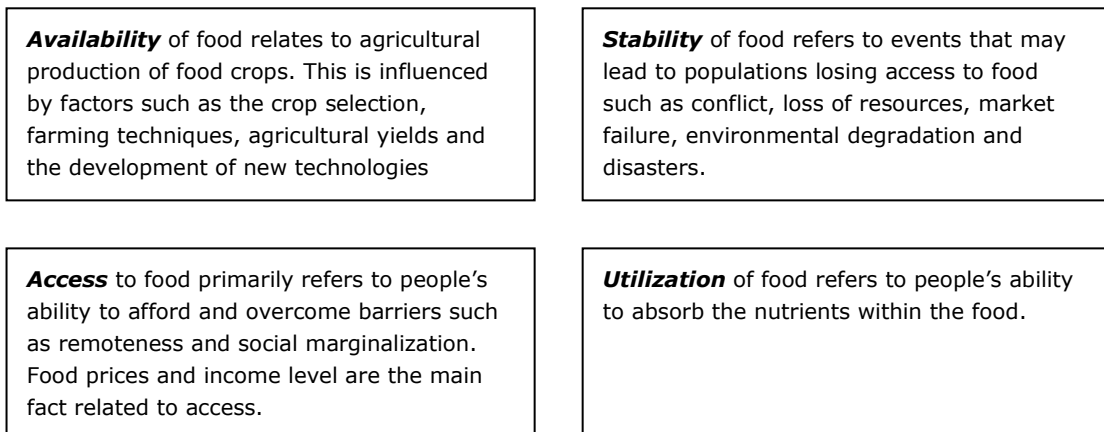 Availability of food relates to agricultural
production of food crops. This is influenced
by factors such as the crop selection,
farming techniques, agricultural yields and
the development of new technologies
Stability of food refers to events that may
lead to populations losing access to food
such as conflict, loss of resources, market
failure, environmental degradation and
disasters.
Access to food primarily refers to people’s
ability to afford and overcome barriers such
as remoteness and social marginalization.
Food prices and income level are the main
fact related to access.
Utilization of food refers to people’s ability
to absorb the nutrients within the food.